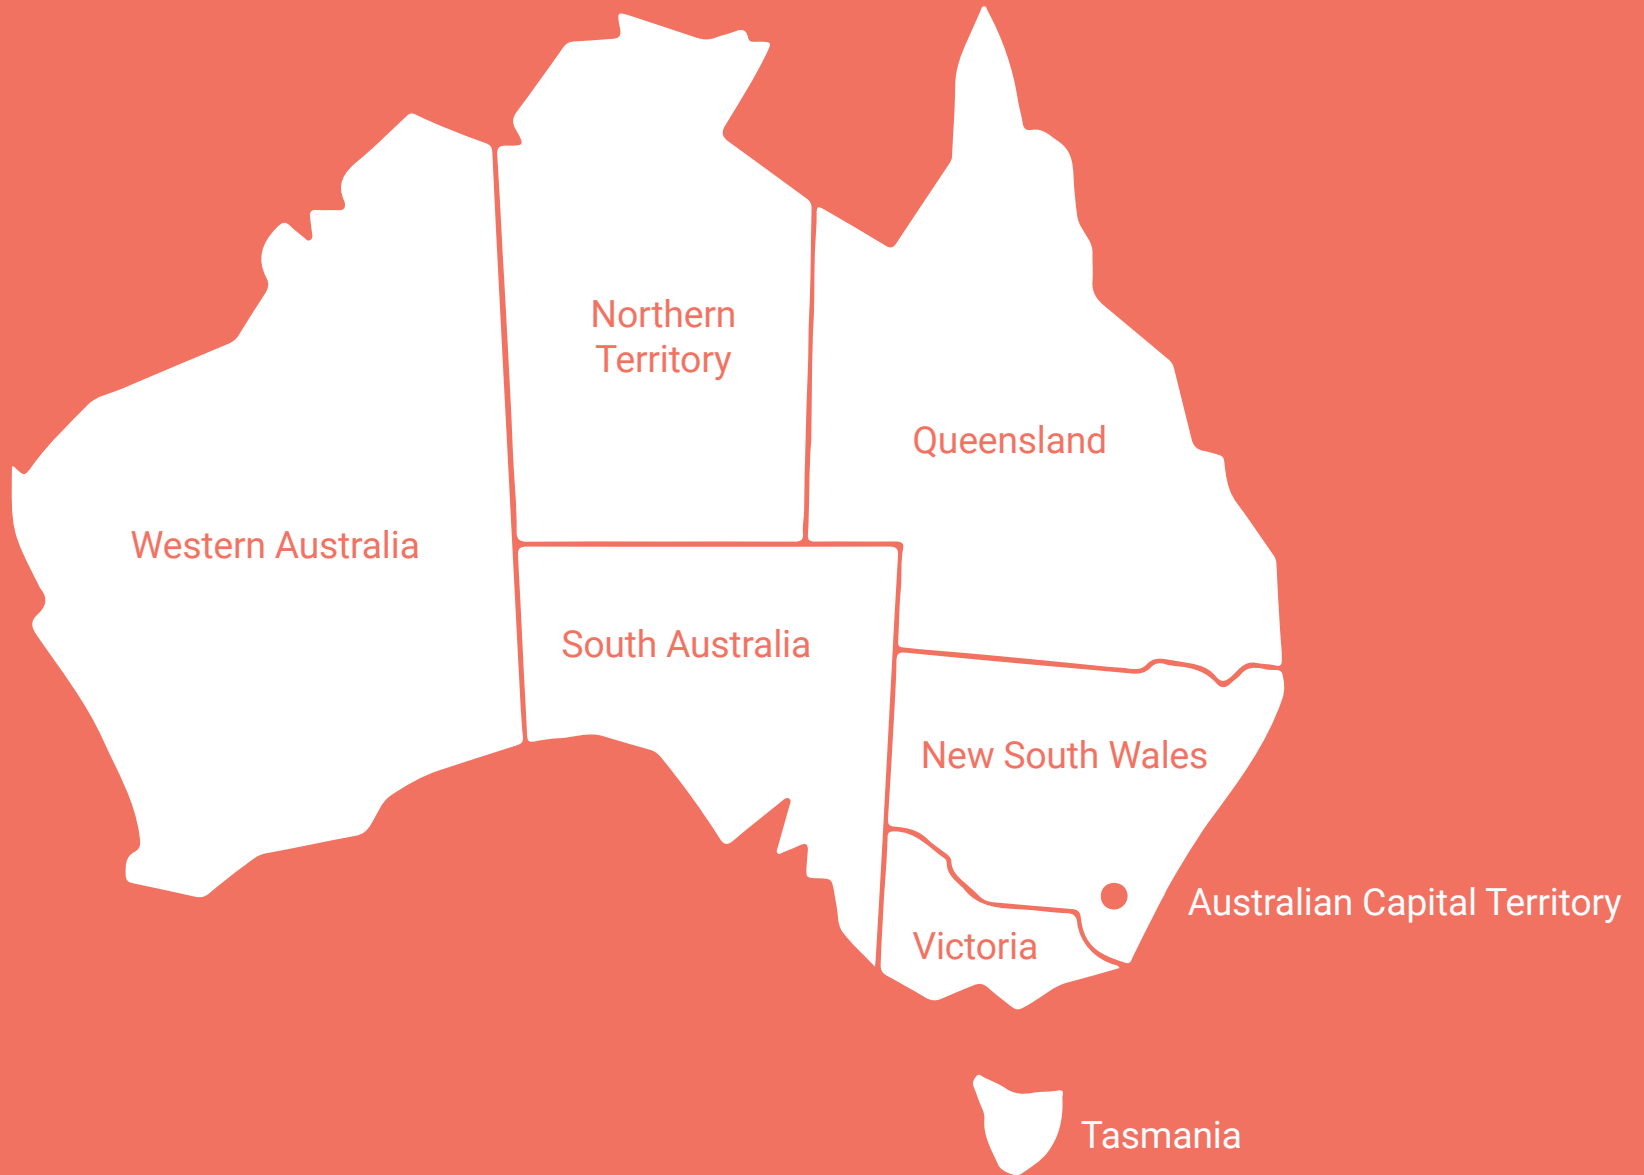 Northern
Territory
Queensland
Western Australia
South Australia
New South Wales
Australian Capital Territory
Victoria
Tasmania